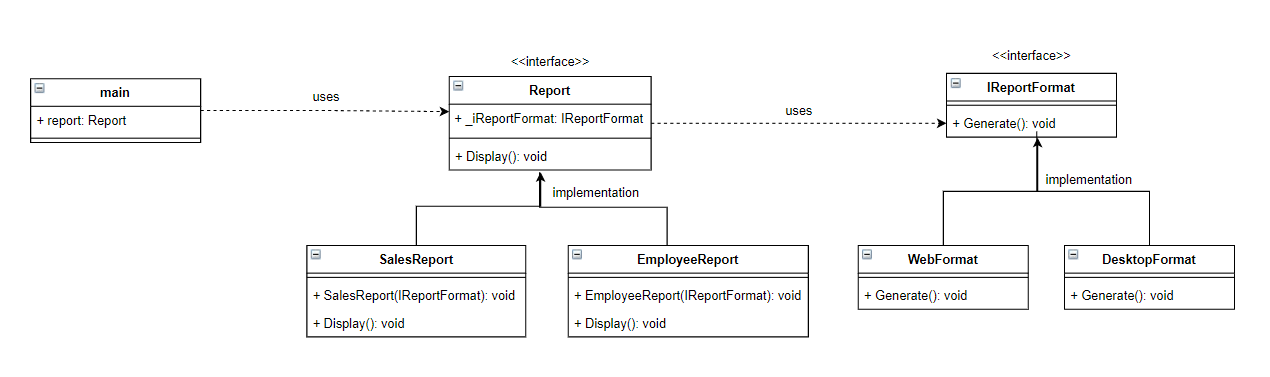 main
+ report: Report
uses
<<interface>>
Report
+ _iReportFormat: IReportFormat
+ Display(): void
uses
<<interface>>
IReportFormat
+ Generate(): void
implementation
SalesReport
+ SalesReport(IReportFormat): void
+ Display(): void
EmployeeReport
+ EmployeeReport(IReportFormat): void
+ Display(): void
implementation
WebFormat
+ Generate(): void
DesktopFormat
+ Generate(): void